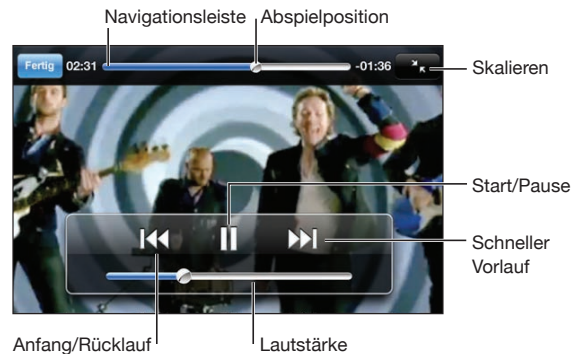 Navigationsleiste
Abspielposition
Fertig
02:31
-01:36
Skalieren
Start/Pause
Schneller
Vorlauf
Anfang/Rücklauf
Lautstärke